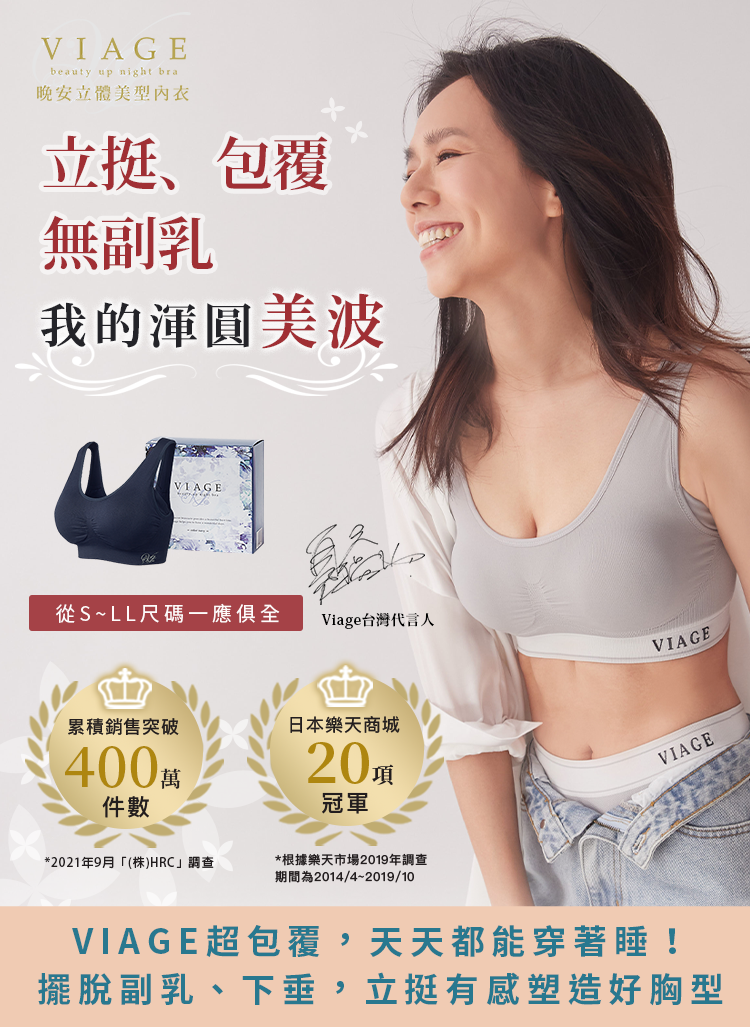 VIAGE
beauty up night bra
晚安立體美型內衣
立挺、包覆
無副乳
我的渾圓美波
VIAGE
beauty up night bra
從S~LL尺碼一應俱全
Viage台灣代言人
VIAGE
VIAGE
累積銷售突破
400萬
件數
*2021年9月「(株)HRC」調查
日本樂天商城
20項
冠軍
*根據樂天市場2019年調查
期間為2014/4~2019/10
VIAGE超包覆，天天都能穿著睡！
擺脫副乳、下垂，立挺有感塑造好胸型